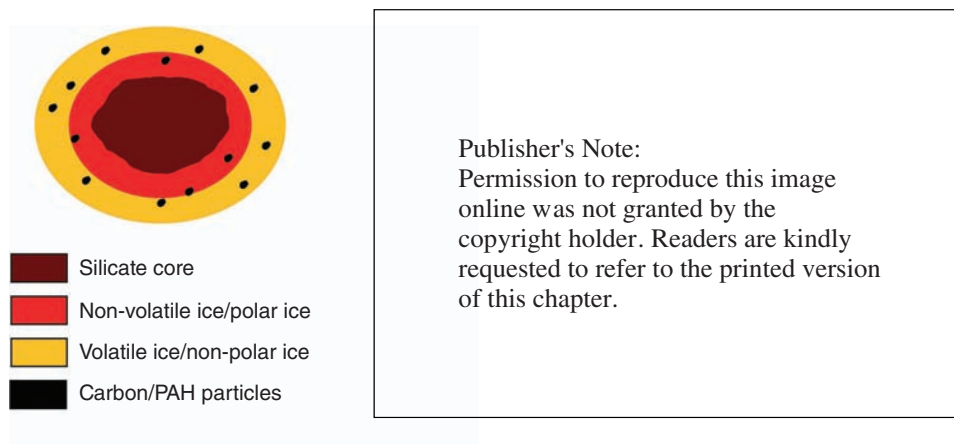 Silicate core
Non-volatile ice/polar ice
Volatile ice/non-polar ice
Carbon/PAH particles
Publisher's Note:
Permission to reproduce this image
online was not granted by the
copyright holder. Readers are kindly
requested to refer to the printed version
of this chapter.